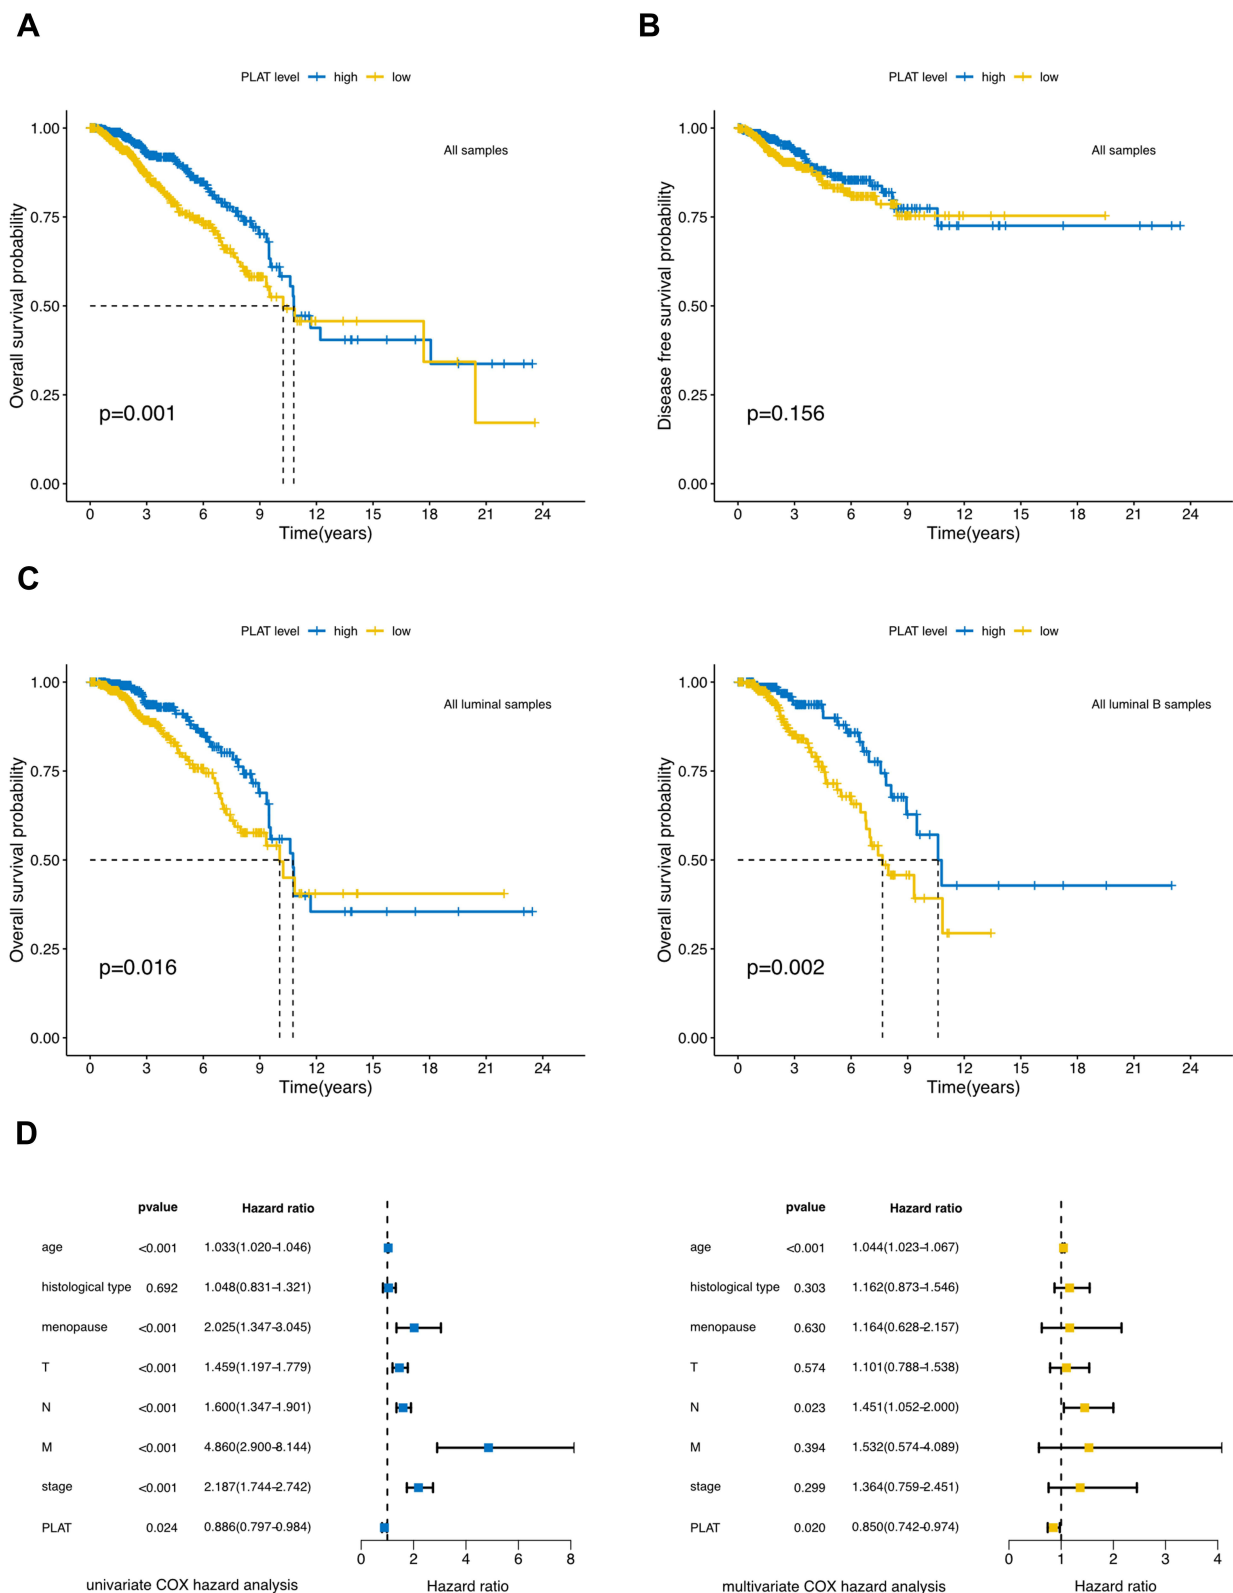 A
PLAT level high low
All samples
Overall survival probability
1.00
0.75
0.50
0.25
0.00
p=0.001
0 3 6 9 12 15 18 21 24
Time(years)
B
PLAT level high low
All samples
Disease free survival probability
1.00
0.75
0.50
0.25
0.00
p=0.156
0 3 6 9 12 15 18 21 24
Time(years)
C
PLAT level high low
All luminal samples
Overall survival probability
1.00
0.75
0.50
0.25
0.00
p=0.016
0 3 6 9 12 15 18 21 24
Time(years)
PLAT level high low
All luminal B samples
Overall survival probability
1.00
0.75
0.50
0.25
0.00
p=0.002
0 3 6 9 12 15 18 21 24
Time(years)
D
pvalue Hazard ratio
age <0.001 1.033(1.020–1.046)
histological type 0.692 1.048(0.831–1.321)
menopause <0.001 2.025(1.347–3.045)
T <0.001 1.459(1.197–1.779)
N <0.001 1.600(1.347–1.901)
M <0.001 4.860(2.900–8.144)
stage <0.001 2.187(1.744–2.742)
PLAT 0.024 0.886(0.797–0.984)
0 2 4 6 8
univariate COX hazard analysis Hazard ratio
pvalue Hazard ratio
age <0.001 1.044(1.023–1.067)
histological type 0.303 1.162(0.873–1.546)
menopause 0.630 1.164(0.628–2.157)
T 0.574 1.101(0.788–1.538)
N 0.023 1.451(1.052–2.000)
M 0.394 1.532(0.574–4.089)
stage 0.299 1.364(0.759–2.451)
PLAT 0.020 0.850(0.742–0.974)
0 1 2 3 4
multivariate COX hazard analysis Hazard ratio